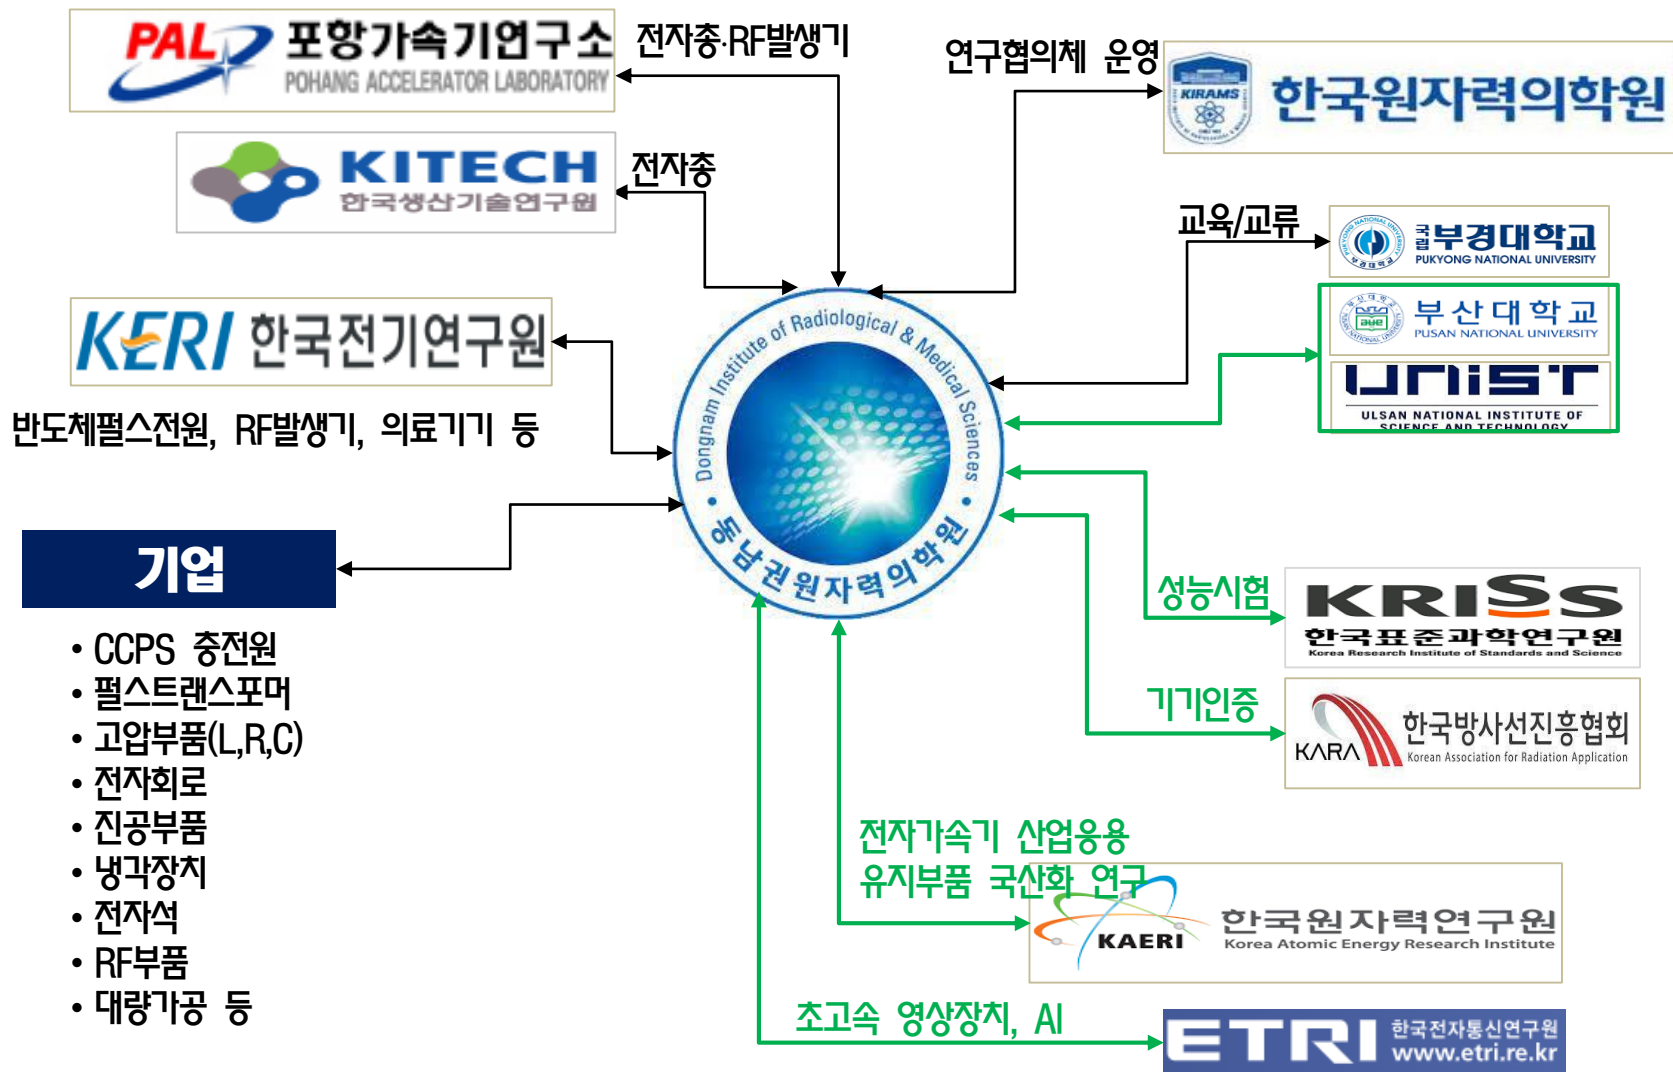 PAL 포항가속기연구소
POHANG ACCELERATOR LABORATORY
전자총·RF발생기
연구협의체 운영
KIRAMS
한국원자력의학원
KITECH
한국생산기술연구원
전자총
교육/교류
국립부경대학교
PUKYONG NATIONAL UNIVERSITY
부산대학교
PUSAN NATIONAL UNIVERSITY
UNIST
ULSAN NATIONAL INSTITUTE OF
SCIENCE AND TECHNOLOGY
KERI 한국전기연구원
반도체펄스전원, RF발생기, 의료기기 등
Dongnam Institute of Radiological & Medical Sciences
동남권원자력의학원
기업
• CCPS 충전원
• 펄스트랜스포머
• 고압부품(L,R,C)
• 전자회로
• 진공부품
• 냉각장치
• 전자석
• RF부품
• 대량가공 등
성능시험
KRISS
한국표준과학연구원
Korea Research Institute of Standards and Science
기기인증
KARA
한국방사선진흥협회
Korean Association for Radiation Application
전자가속기 산업응용
유지부품 국산화 연구
KAERI
한국원자력연구원
Korea Atomic Energy Research Institute
초고속 영상장치, AI
ETRI
한국전자통신연구원
www.etri.re.kr